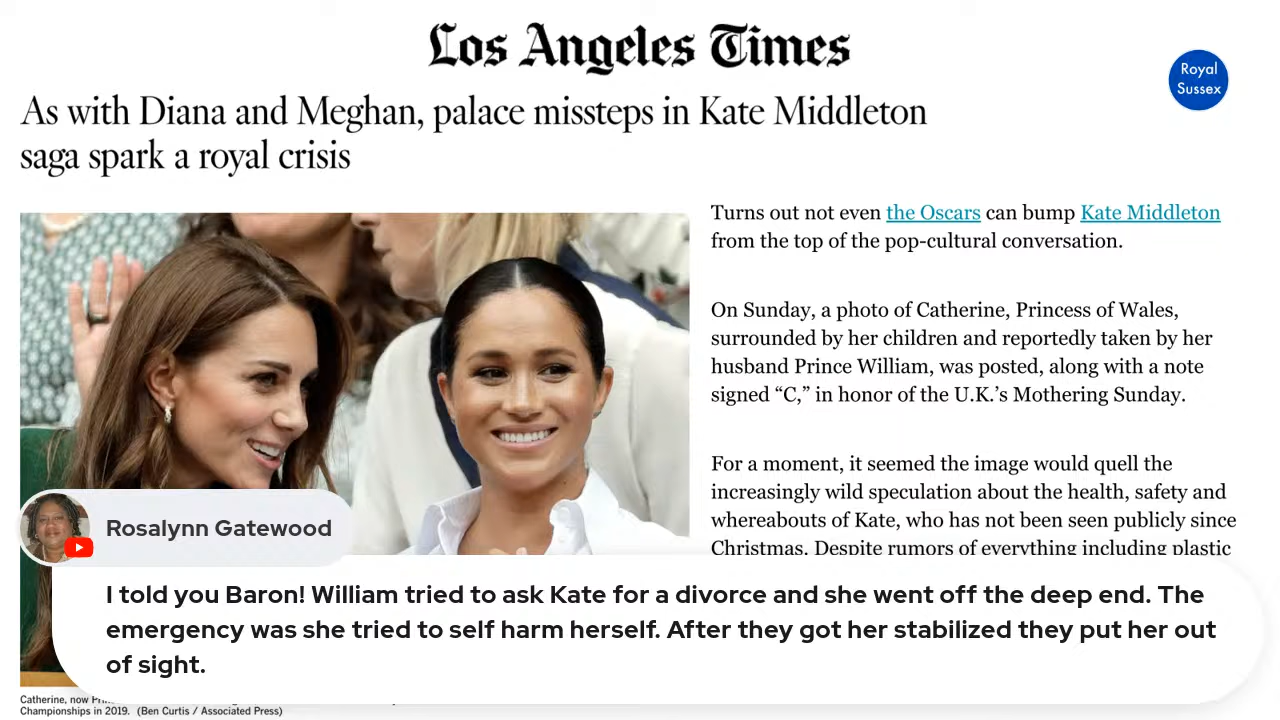 Los Angeles Times
Royal
Sussex
As with Diana and Meghan, palace missteps in Kate Middleton
saga spark a royal crisis
Turns out not even the Oscars can bump Kate Middleton
from the top of the pop-cultural conversation.
On Sunday, a photo of Catherine, Princess of Wales,
surrounded by her children and reportedly taken by her
husband Prince William, was posted, along with a note
signed “C,” in honor of the U.K.’s Mothering Sunday.
For a moment, it seemed the image would quell the
increasingly wild speculation about the health, safety and
whereabouts of Kate, who has not been seen publicly since
Christmas. Despite rumors of everything including plastic
Rosalynn Gatewood
I told you Baron! William tried to ask Kate for a divorce and she went off the deep end. The
emergency was she tried to self harm herself. After they got her stabilized they put her out
of sight.
Catherine, now
Championships in 2019. (Ben Curtis / Associated Press)